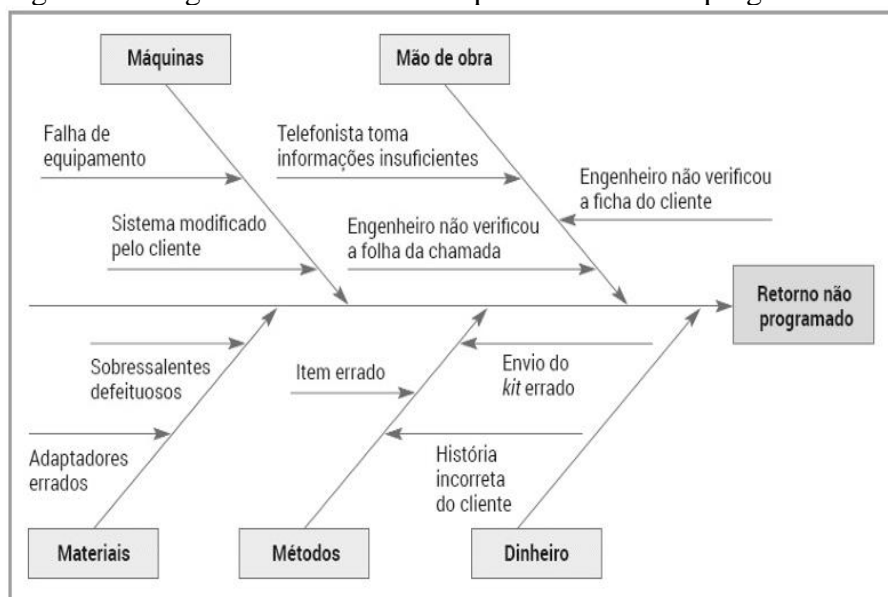 Máquinas
Mão de obra
Falha de
equipamento
Telefonista toma
informações insuficientes
Engenheiro não verificou
a ficha do cliente
Sistema modificado
pelo cliente
Engenheiro não verificou
a folha da chamada
Retorno não
programado
Sobressalentes
defeituosos
Item errado
Envio do
kit errado
Adaptadores
errados
História
incorreta
do cliente
Materiais
Métodos
Dinheiro